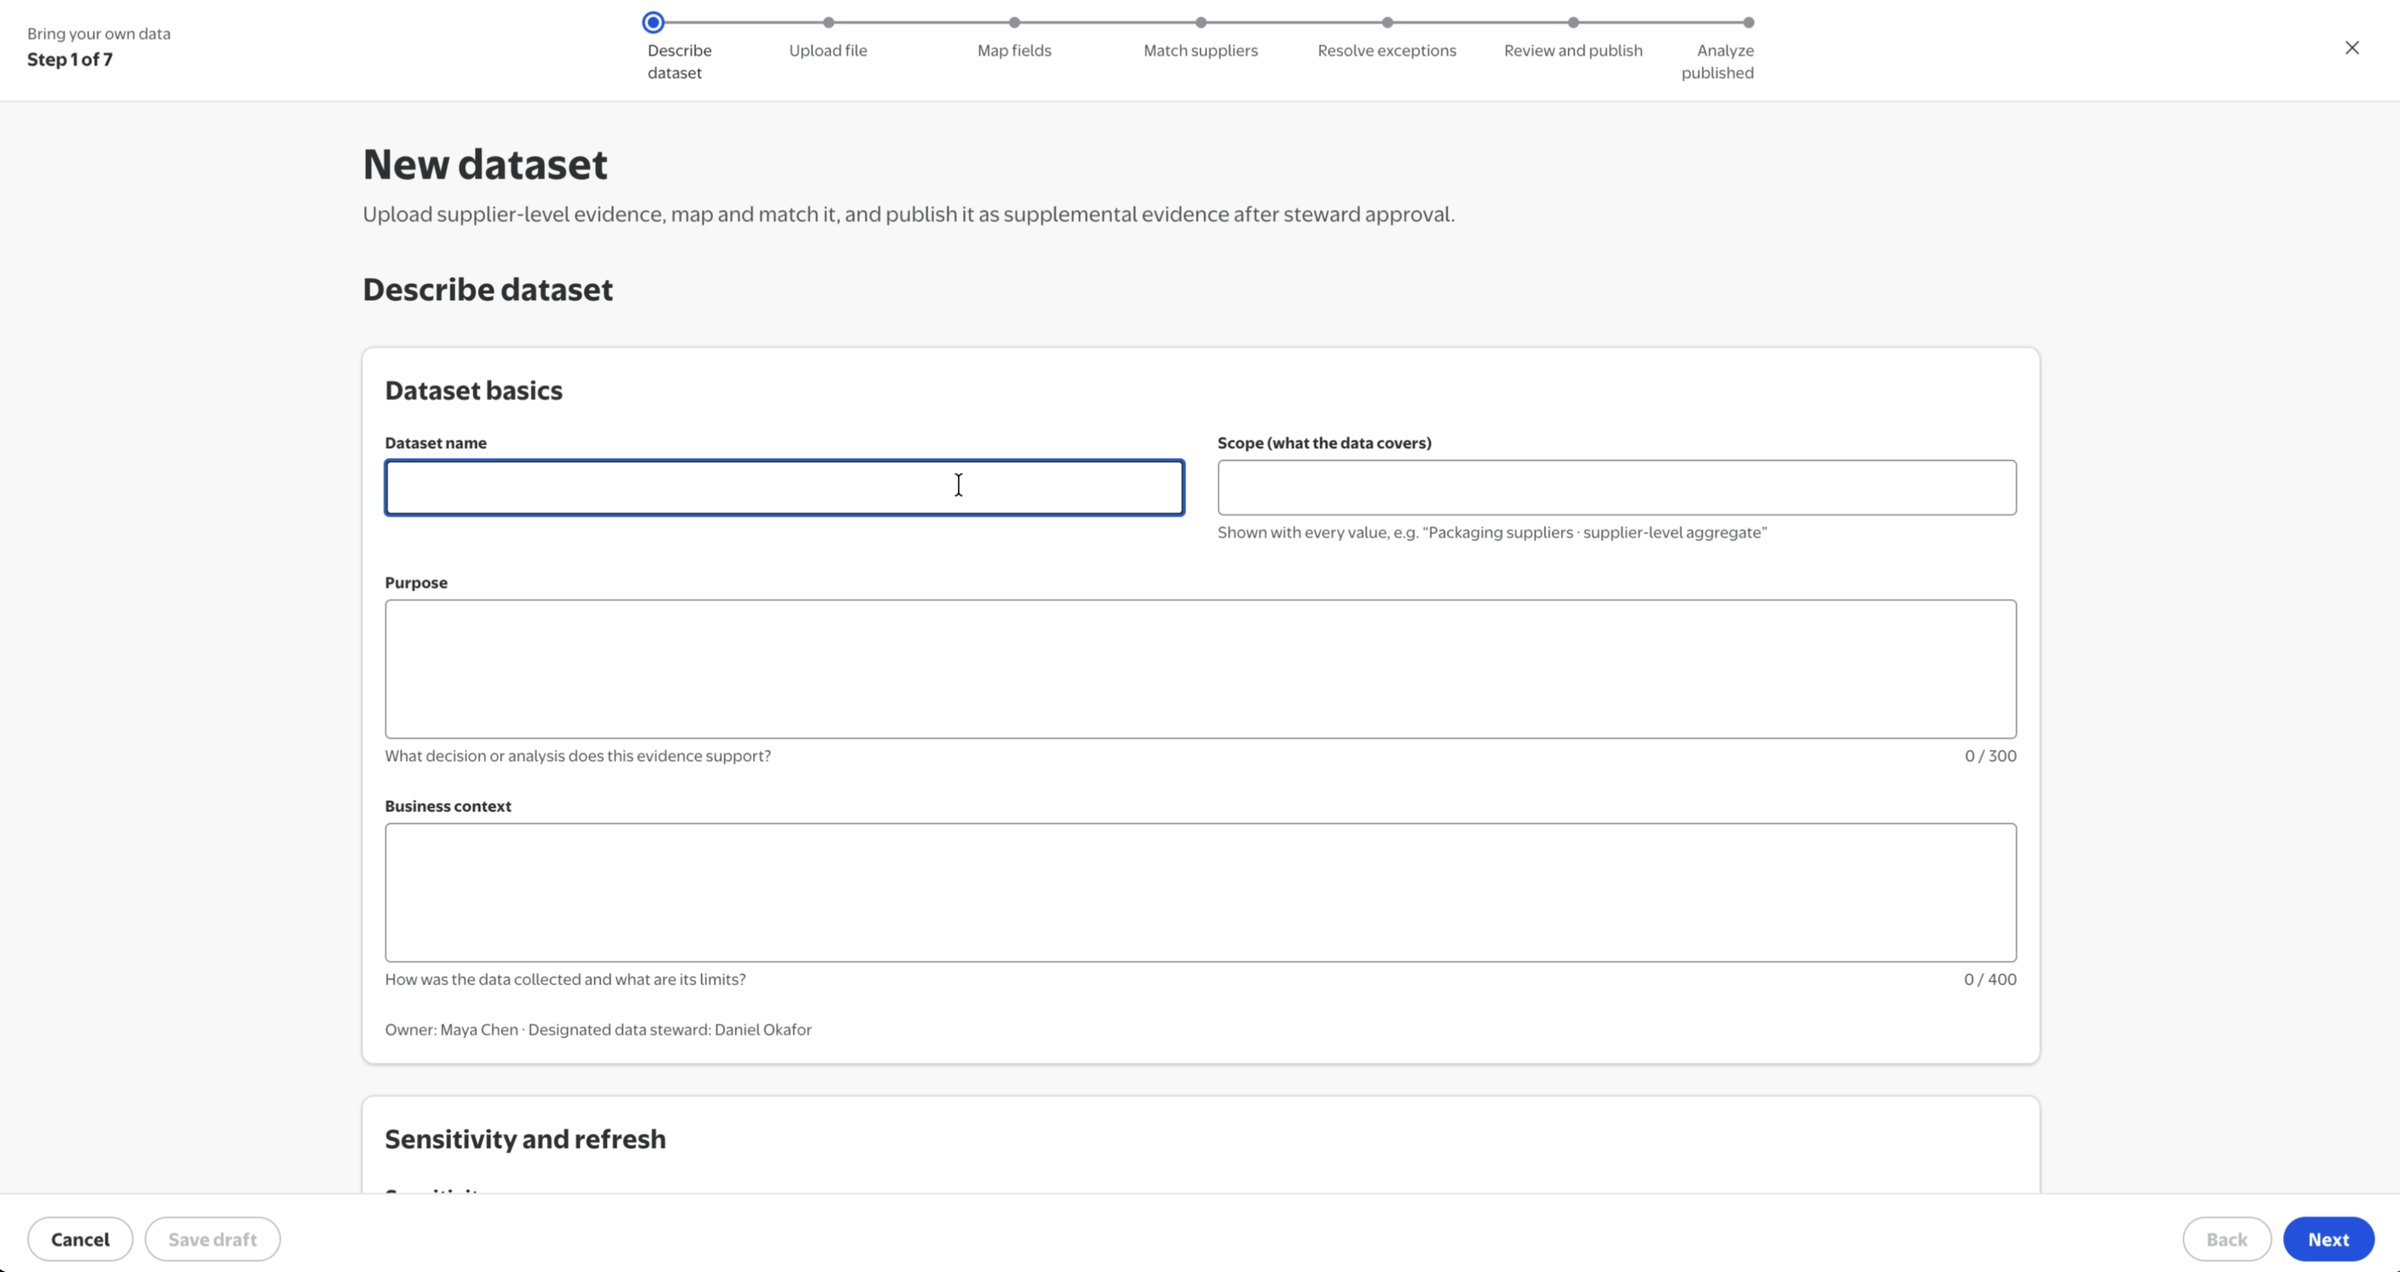 Bring your own data
Step 1 of 7
Describe
dataset
Upload file
Map fields
Match suppliers
Resolve exceptions
Review and publish
Analyze
published
New dataset
Upload supplier-level evidence, map and match it, and publish it as supplemental evidence after steward approval.
Describe dataset
Dataset basics
Dataset name
Scope (what the data covers)
Shown with every value, e.g. “Packaging suppliers · supplier-level aggregate”
Purpose
What decision or analysis does this evidence support?
0 / 300
Business context
How was the data collected and what are its limits?
0 / 400
Owner: Maya Chen · Designated data steward: Daniel Okafor
Sensitivity and refresh
Cancel
Save draft
Back
Next